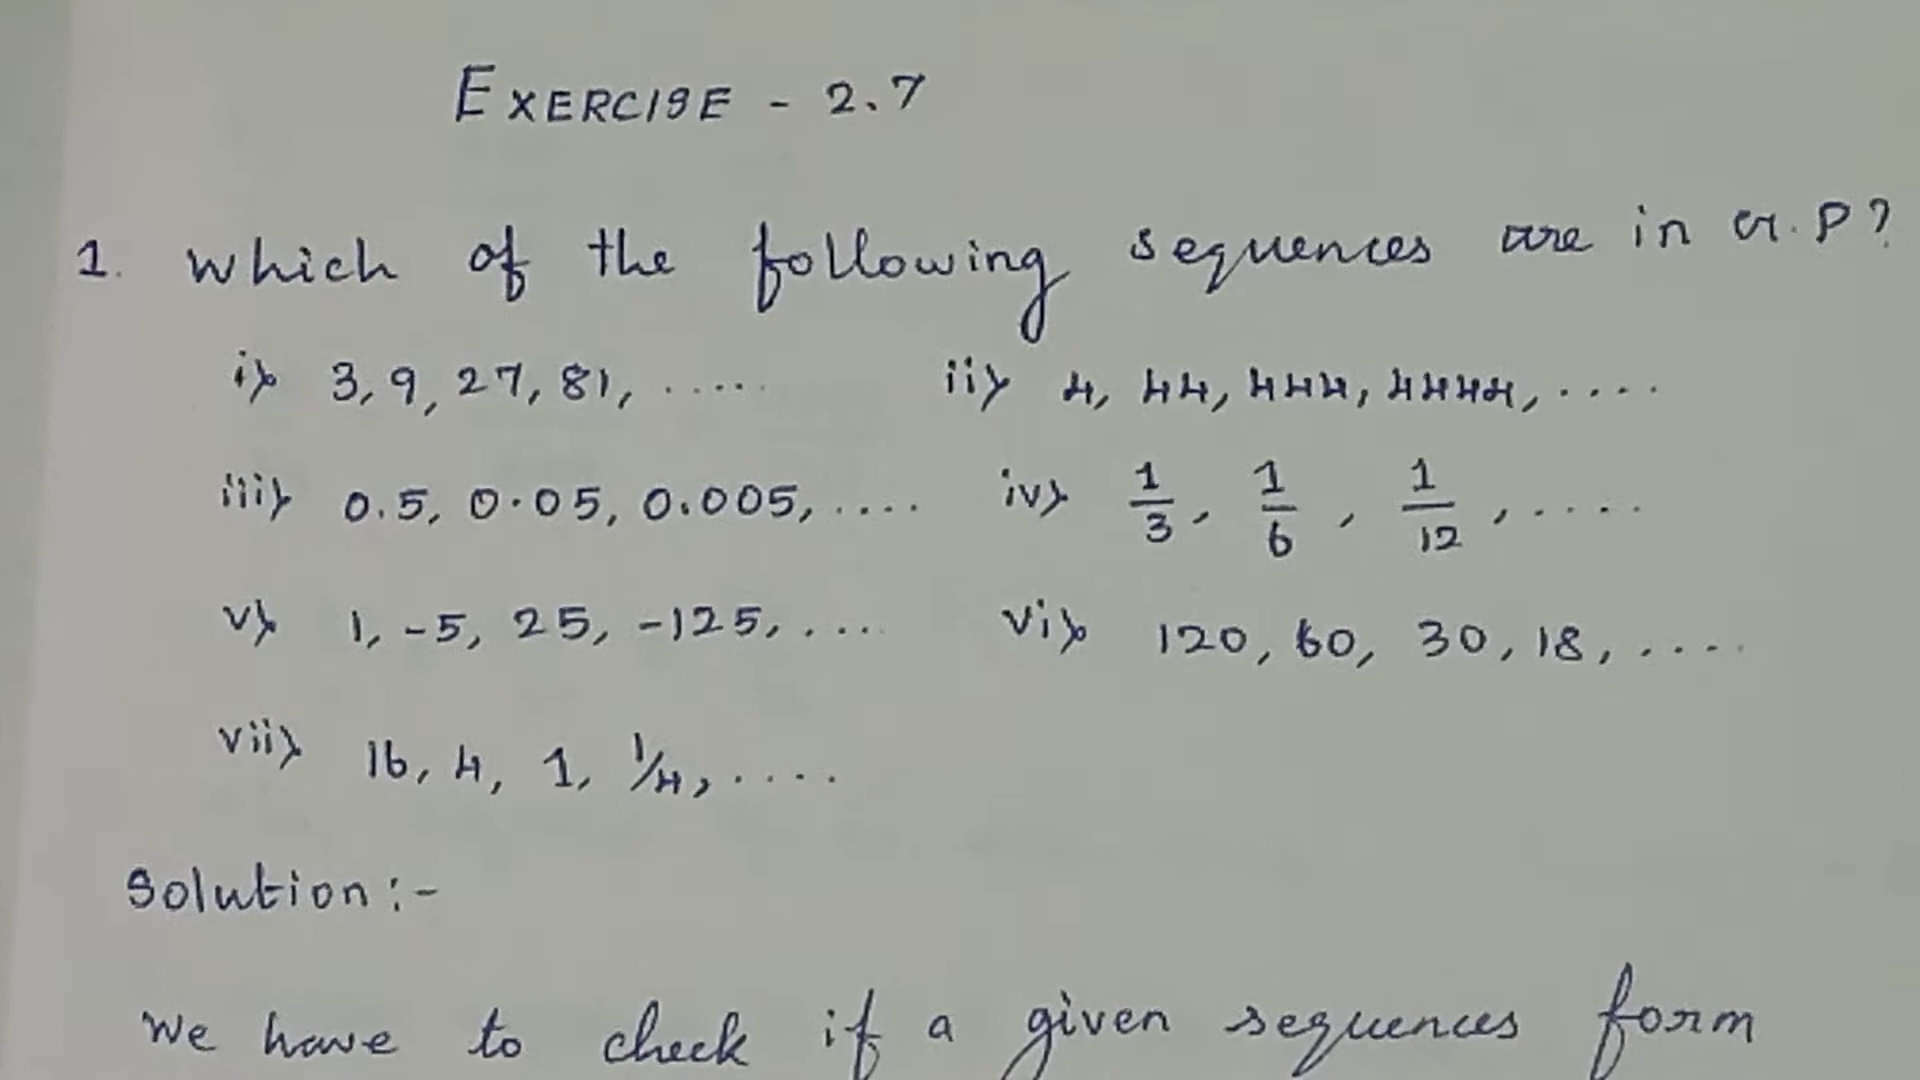 EXERCISE - 2.7
1. which of the following sequences are in G.P?
i) 3, 9, 27, 81, ..... ii) 4, 44, 444, 4444, ....
iii) 0.5, 0.05, 0.005, .... iv) 1/3, 1/6, 1/12, ....
v) 1, -5, 25, -125, .... vi) 120, 60, 30, 18, ....
vii) 16, 4, 1, 1/4, ....
Solution :-
We have to check if a given sequences form